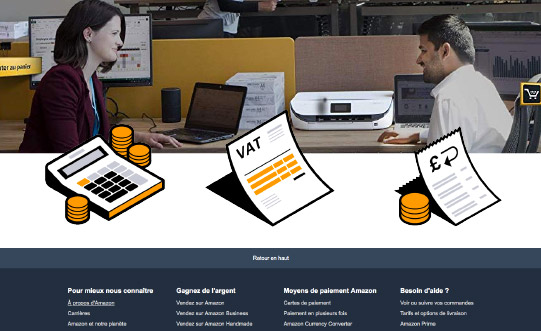 ter au panier
VAT
£
Retour en haut
Pour mieux nous connaître
À propos d'Amazon
Carrières
Amazon et notre planète
Gagnez de l'argent
Vendez sur Amazon
Vendez sur Amazon Business
Vendez sur Amazon Handmade
Moyens de paiement Amazon
Cartes de paiement
Paiement en plusieurs fois
Amazon Currency Converter
Besoin d'aide ?
Voir ou suivre vos commandes
Tarifs et options de livraison
Amazon Prime